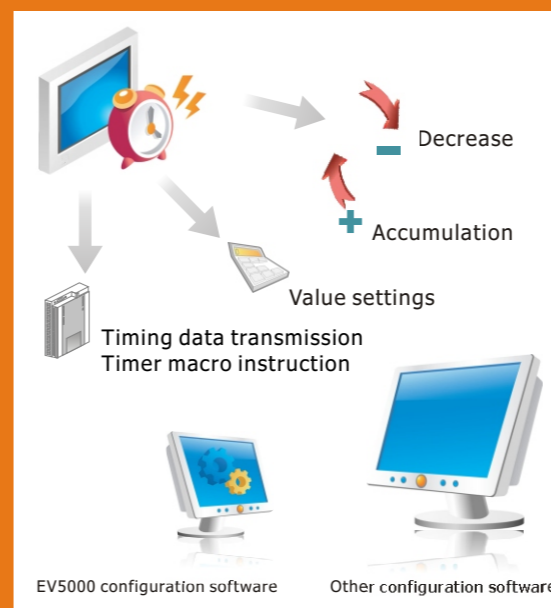 Decrease
Accumulation
Value settings
Timing data transmission
Timer macro instruction
EV5000 configuration software
Other configuration software